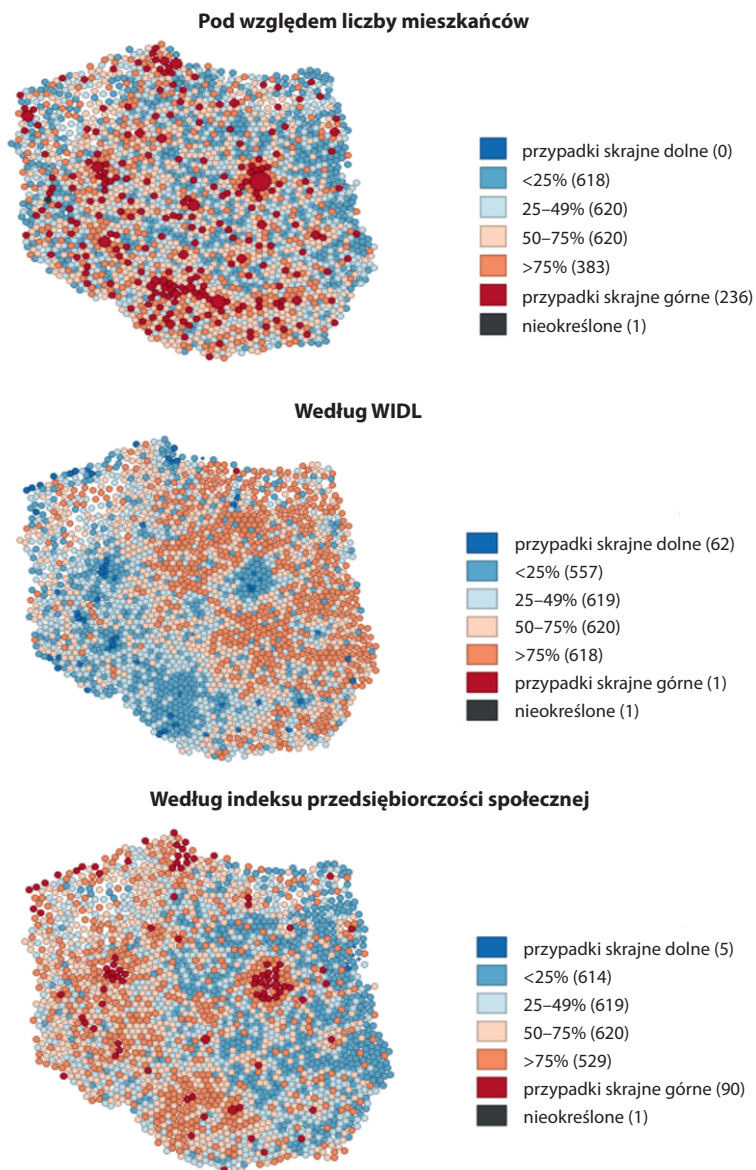 Pod względem liczby mieszkańców
przypadki skrajne dolne (0)
<25% (618)
25–49% (620)
50–75% (620)
>75% (383)
przypadki skrajne górne (236)
nieokreślone (1)
Według WIDL
przypadki skrajne dolne (62)
<25% (557)
25–49% (619)
50–75% (620)
>75% (618)
przypadki skrajne górne (1)
nieokreślone (1)
Według indeksu przedsiębiorczości społecznej
przypadki skrajne dolne (5)
<25% (614)
25–49% (619)
50–75% (620)
>75% (529)
przypadki skrajne górne (90)
nieokreślone (1)